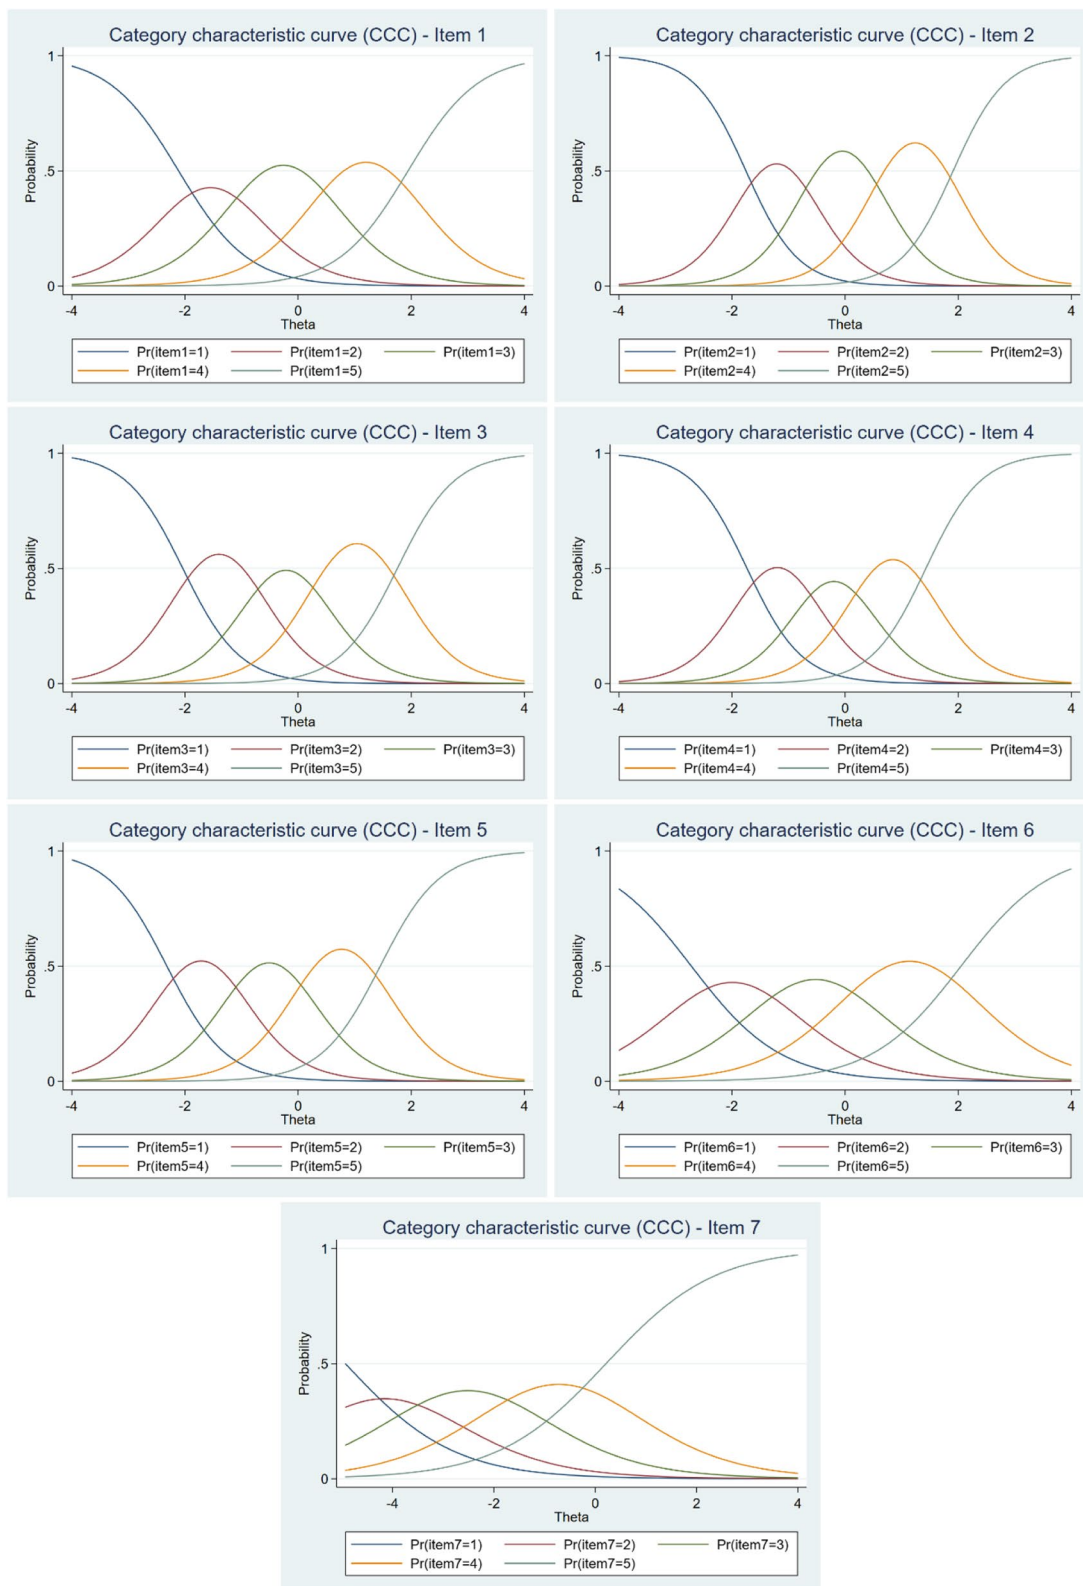 Category characteristic curve (CCC) - Item 1
1
.5
0
Probability
-4 -2 0 2 4
Theta
Pr(item1=1) Pr(item1=2) Pr(item1=3)
Pr(item1=4) Pr(item1=5)
Category characteristic curve (CCC) - Item 2
1
.5
0
Probability
-4 -2 0 2 4
Theta
Pr(item2=1) Pr(item2=2) Pr(item2=3)
Pr(item2=4) Pr(item2=5)
Category characteristic curve (CCC) - Item 3
1
.5
0
Probability
-4 -2 0 2 4
Theta
Pr(item3=1) Pr(item3=2) Pr(item3=3)
Pr(item3=4) Pr(item3=5)
Category characteristic curve (CCC) - Item 4
1
.5
0
Probability
-4 -2 0 2 4
Theta
Pr(item4=1) Pr(item4=2) Pr(item4=3)
Pr(item4=4) Pr(item4=5)
Category characteristic curve (CCC) - Item 5
1
.5
0
Probability
-4 -2 0 2 4
Theta
Pr(item5=1) Pr(item5=2) Pr(item5=3)
Pr(item5=4) Pr(item5=5)
Category characteristic curve (CCC) - Item 6
1
.5
0
Probability
-4 -2 0 2 4
Theta
Pr(item6=1) Pr(item6=2) Pr(item6=3)
Pr(item6=4) Pr(item6=5)
Category characteristic curve (CCC) - Item 7
1
.5
0
Probability
-4 -2 0 2 4
Theta
Pr(item7=1) Pr(item7=2) Pr(item7=3)
Pr(item7=4) Pr(item7=5)